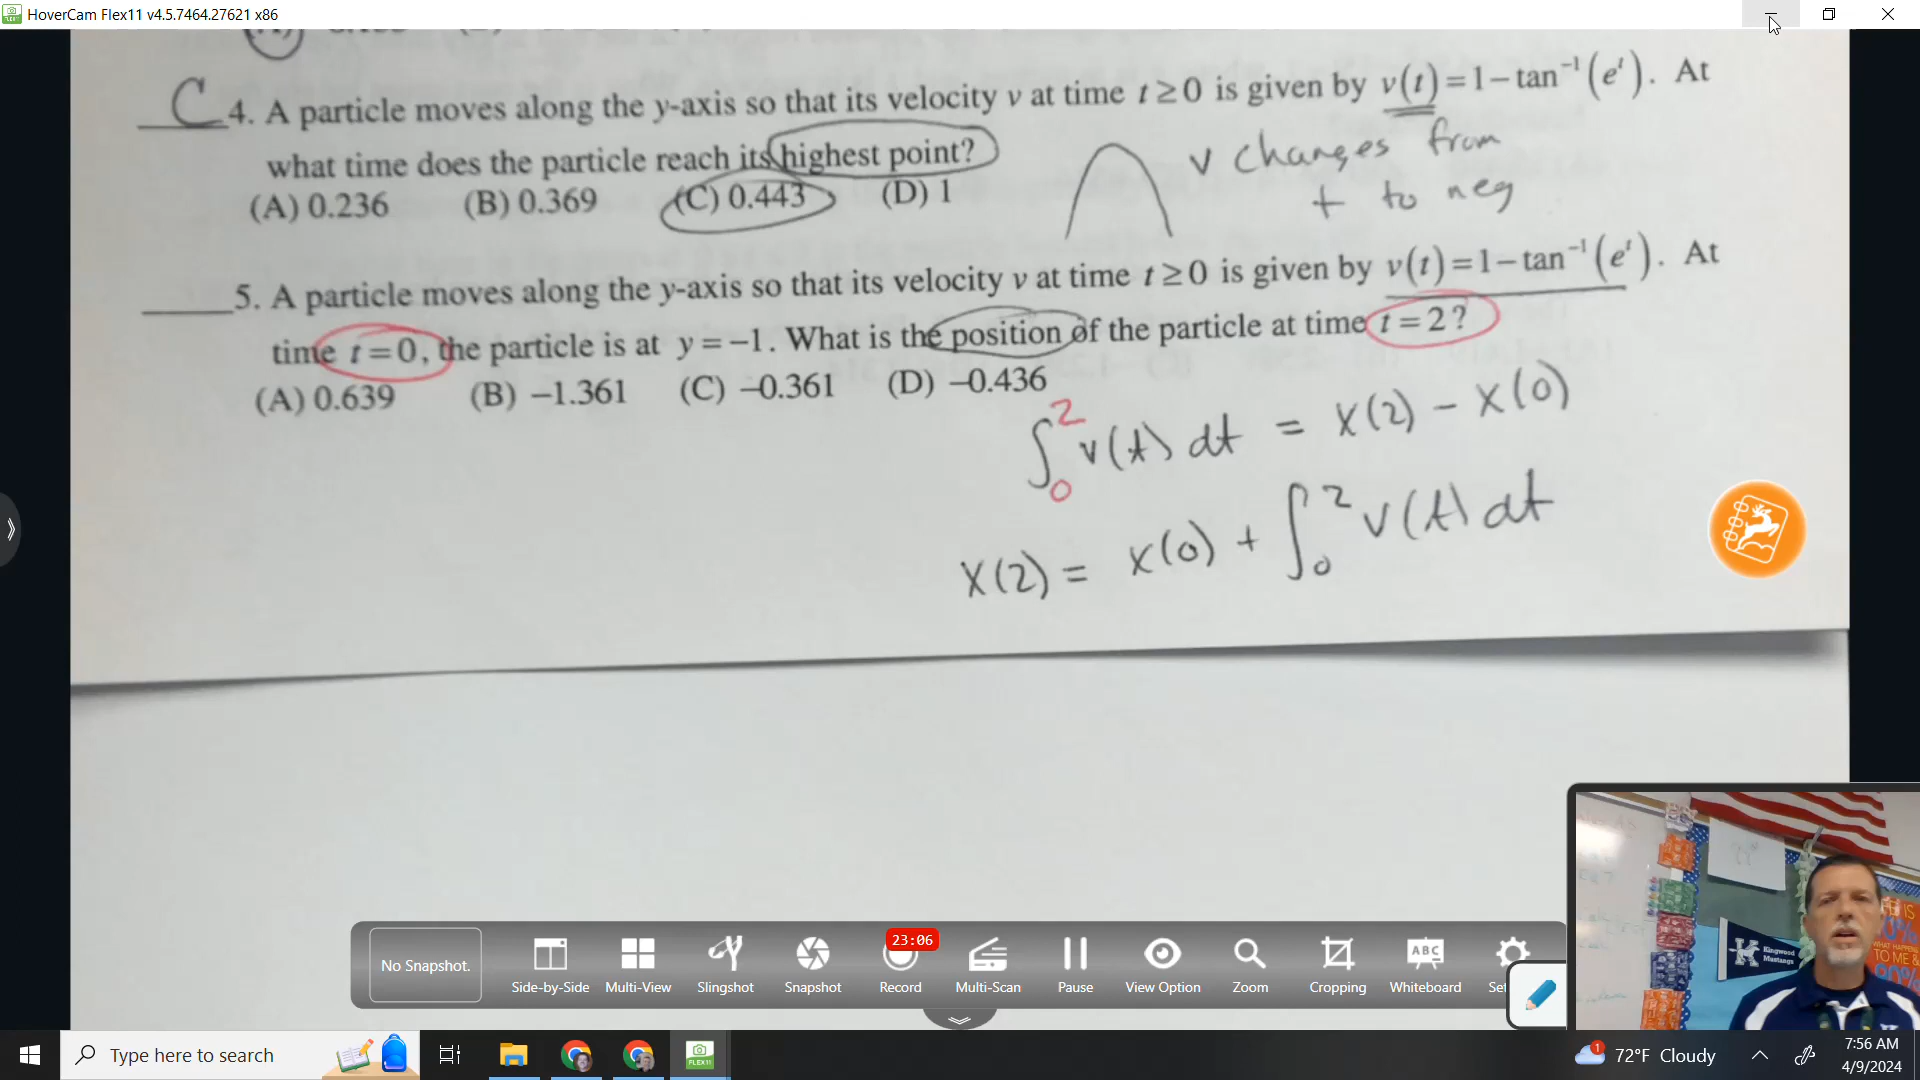 HoverCam Flex11 v4.5.7464.27621 x86
C 4. A particle moves along the y-axis so that its velocity v at time t ≥ 0 is given by v(t) = 1 − tan⁻¹(eᵗ). At
what time does the particle reach its highest point?
(A) 0.236 (B) 0.369 (C) 0.443 (D) 1
v changes from
+ to neg
5. A particle moves along the y-axis so that its velocity v at time t ≥ 0 is given by v(t) = 1 − tan⁻¹(eᵗ). At
time t = 0, the particle is at y = −1. What is the position of the particle at time t = 2?
(A) 0.639 (B) −1.361 (C) −0.361 (D) −0.436
∫₀² v(t) dt = x(2) − x(0)
x(2) = x(0) + ∫₀² v(t) dt
Kingwood
Mustangs
No Snapshot.
23:06
Side-by-Side Multi-View Slingshot Snapshot Record Multi-Scan Pause View Option Zoom Cropping ABC Whiteboard
Type here to search
FLEX11
1
72°F Cloudy
7:56 AM
4/9/2024